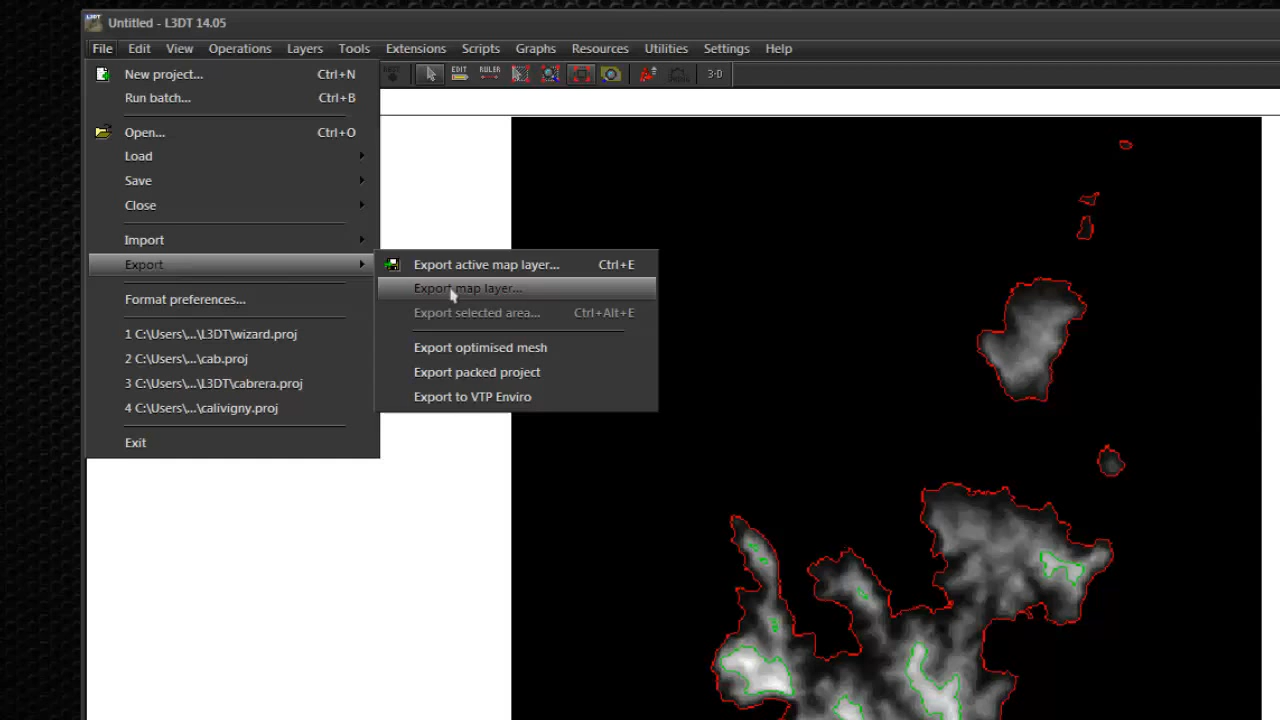 L3DT
Untitled - L3DT 14.05
File Edit View Operations Layers Tools Extensions Scripts Graphs Resources Utilities Settings Help
EDIT RULER 3-D
New project... Ctrl+N
Run batch... Ctrl+B
Open... Ctrl+O
Load
Save
Close
Import
Export
Export active map layer... Ctrl+E
Export map layer...
Export selected area... Ctrl+Alt+E
Export optimised mesh
Export packed project
Export to VTP Enviro
Format preferences...
1 C:\Users\...\L3DT\wizard.proj
2 C:\Users\...\cab.proj
3 C:\Users\...\L3DT\cabrera.proj
4 C:\Users\...\calivigny.proj
Exit